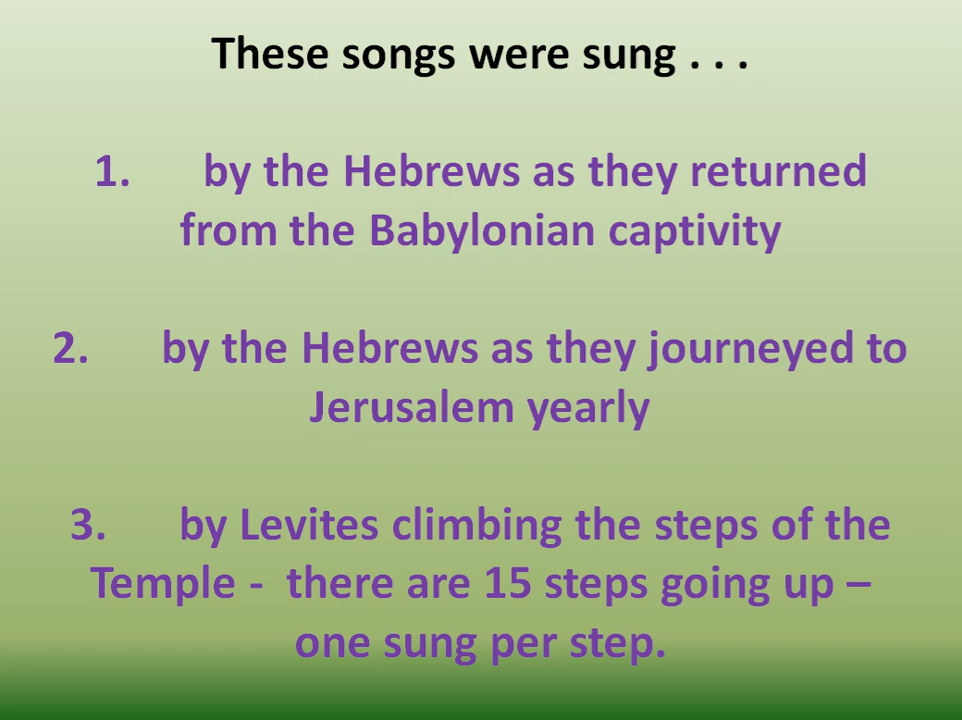 These songs were sung . . .
1. by the Hebrews as they returned
from the Babylonian captivity
2. by the Hebrews as they journeyed to
Jerusalem yearly
3. by Levites climbing the steps of the
Temple - there are 15 steps going up –
one sung per step.